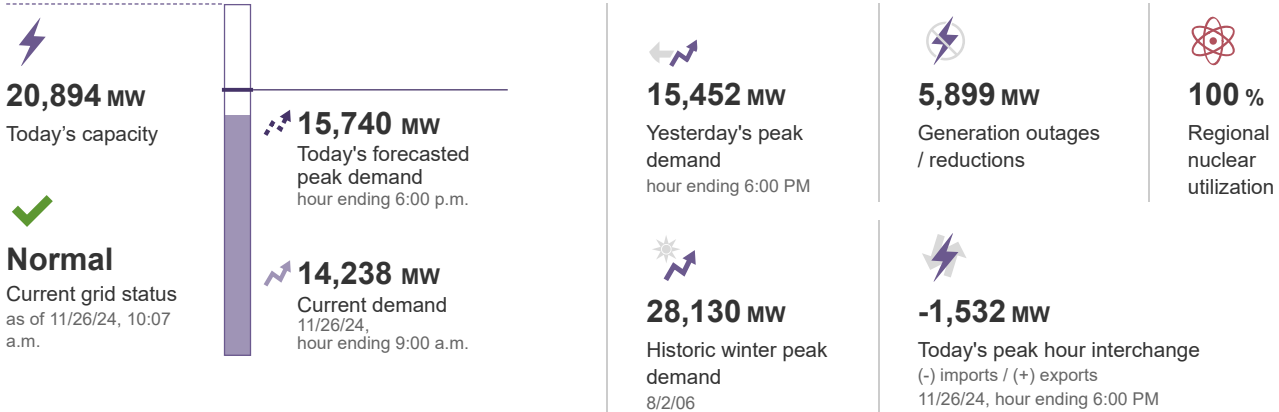 20,894 MW
Today's capacity
Normal
Current grid status
as of 11/26/24, 10:07
a.m.
15,740 MW
Today's forecasted
peak demand
hour ending 6:00 p.m.
14,238 MW
Current demand
11/26/24,
hour ending 9:00 a.m.
15,452 MW
Yesterday's peak
demand
hour ending 6:00 PM
5,899 MW
Generation outages
/ reductions
100 %
Regional
nuclear
utilization
28,130 MW
Historic winter peak
demand
8/2/06
-1,532 MW
Today's peak hour interchange
(-) imports / (+) exports
11/26/24, hour ending 6:00 PM